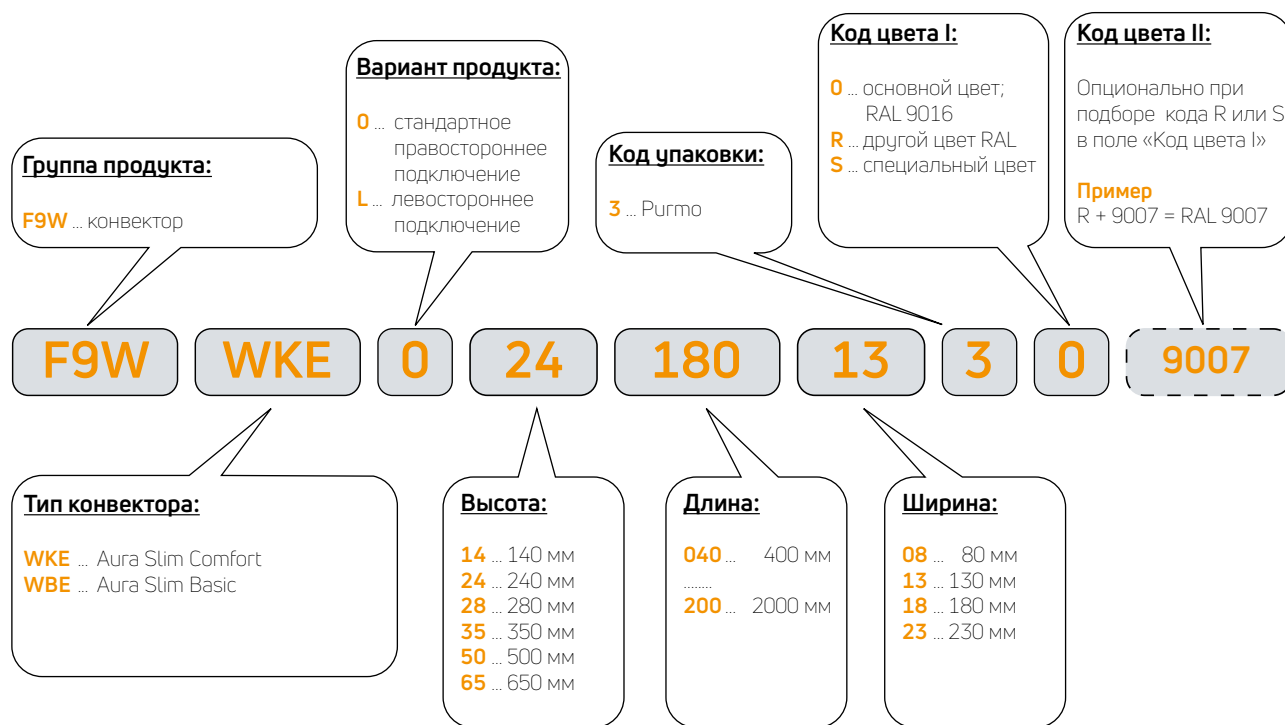 Группа продукта:
F9W ... конвектор
Вариант продукта:
0 ... стандартное
правостороннее
подключение
L ... левостороннее
подключение
Код упаковки:
3 ... Purmo
Код цвета I:
0 ... основной цвет;
RAL 9016
R ... другой цвет RAL
S ... специальный цвет
Код цвета II:
Опционально при
подборе кода R или S
в поле «Код цвета I»
Пример
R + 9007 = RAL 9007
F9W WKE 0 24 180 13 3 0 9007
Тип конвектора:
WKE ... Aura Slim Comfort
WBE ... Aura Slim Basic
Высота:
14 ... 140 мм
24 ... 240 мм
28 ... 280 мм
35 ... 350 мм
50 ... 500 мм
65 ... 650 мм
Длина:
040 ... 400 мм
........
200 ... 2000 мм
Ширина:
08 ... 80 мм
13 ... 130 мм
18 ... 180 мм
23 ... 230 мм